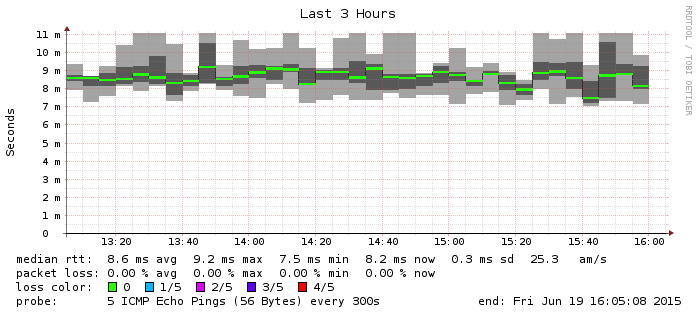 Last 3 Hours
RRDTOOL / TOBI OETIKER
Seconds
11 m
10 m
9 m
8 m
7 m
6 m
5 m
4 m
3 m
2 m
1 m
0
13:20 13:40 14:00 14:20 14:40 15:00 15:20 15:40 16:00
median rtt: 8.6 ms avg 9.2 ms max 7.5 ms min 8.2 ms now 0.3 ms sd 25.3 am/s
packet loss: 0.00 % avg 0.00 % max 0.00 % min 0.00 % now
loss color: 0 1/5 2/5 3/5 4/5
probe: 5 ICMP Echo Pings (56 Bytes) every 300s end: Fri Jun 19 16:05:08 2015